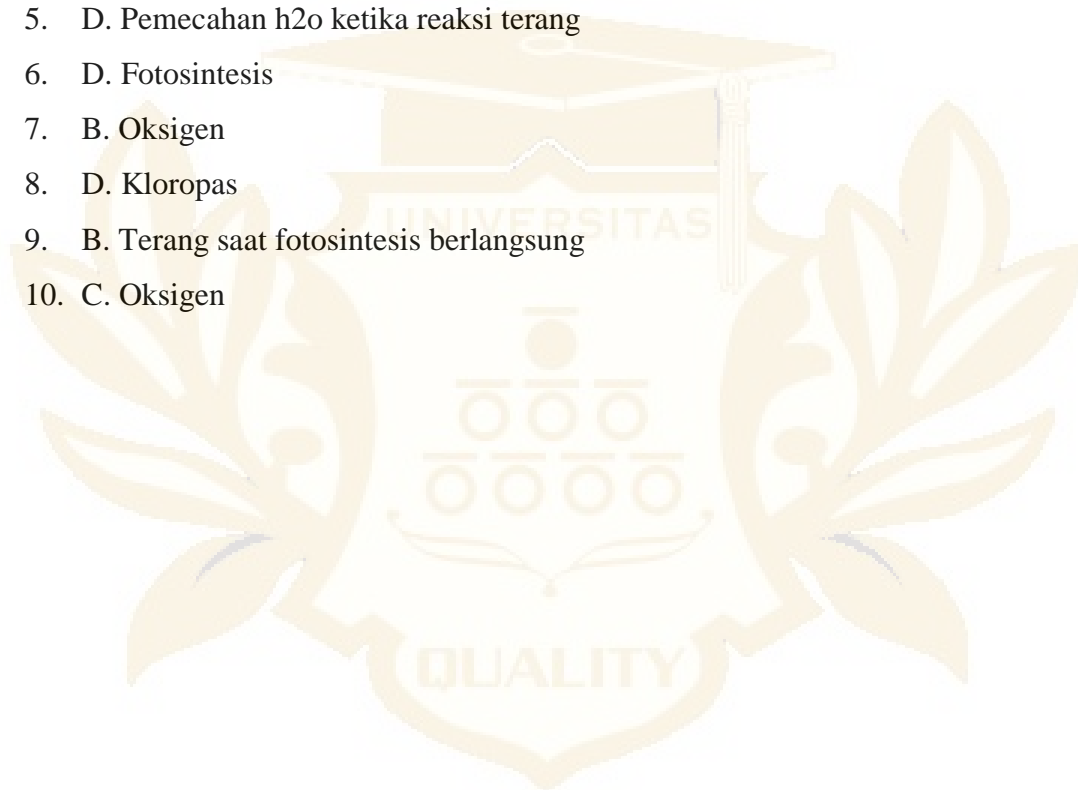 5. D. Pemecahan h2o ketika reaksi terang
6. D. Fotosintesis
7. B. Oksigen
8. D. Kloropas
UNIVERSITAS
9. B. Terang saat fotosintesis berlangsung
10. C. Oksigen
QUALITY